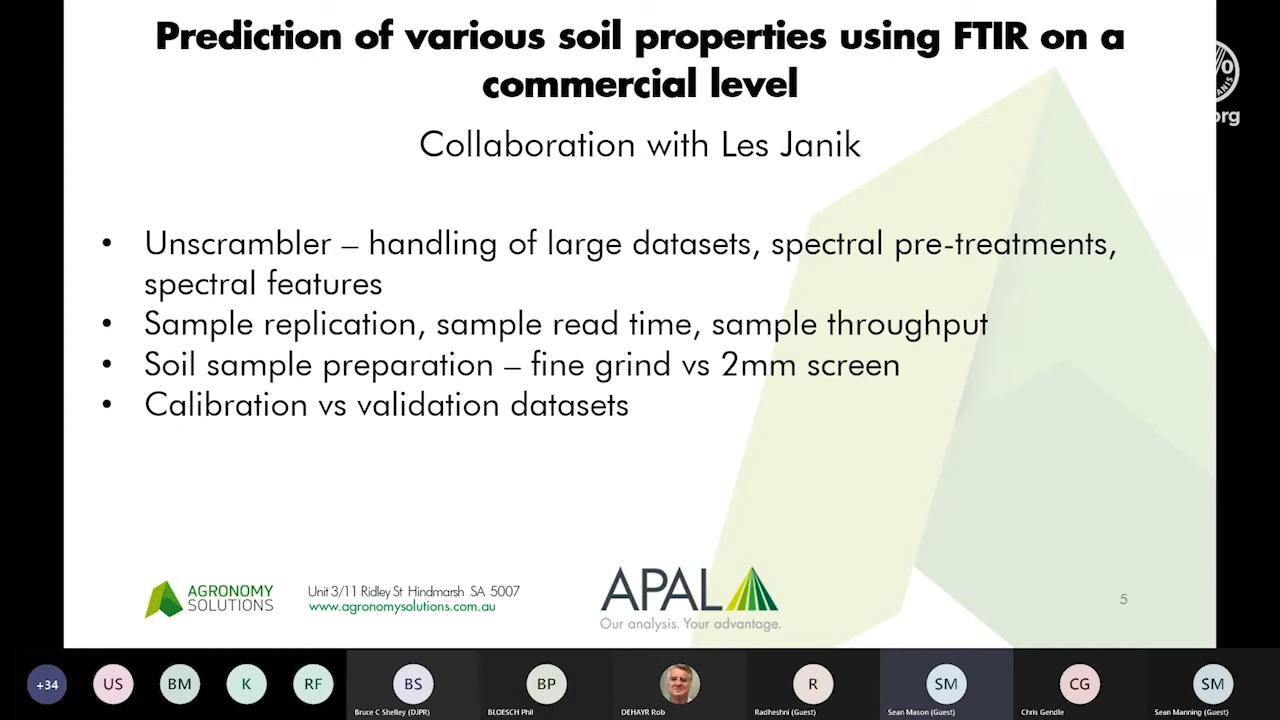 Prediction of various soil properties using FTIR on a
commercial level
Collaboration with Les Janik
• Unscrambler – handling of large datasets, spectral pre-treatments,
spectral features
• Sample replication, sample read time, sample throughput
• Soil sample preparation – fine grind vs 2mm screen
• Calibration vs validation datasets
AGRONOMY
SOLUTIONS
Unit 3/11 Ridley St Hindmarsh SA 5007
www.agronomysolutions.com.au
APAL
Our analysis. Your advantage.
5
+34
US
BM
K
RF
BS
Bruce C Shelley (DJPR)
BP
BLOESCH Phil
DEHAYR Rob
R
Radheshni (Guest)
SM
Sean Mason (Guest)
CG
Chris Gendle
SM
Sean Manning (Guest)